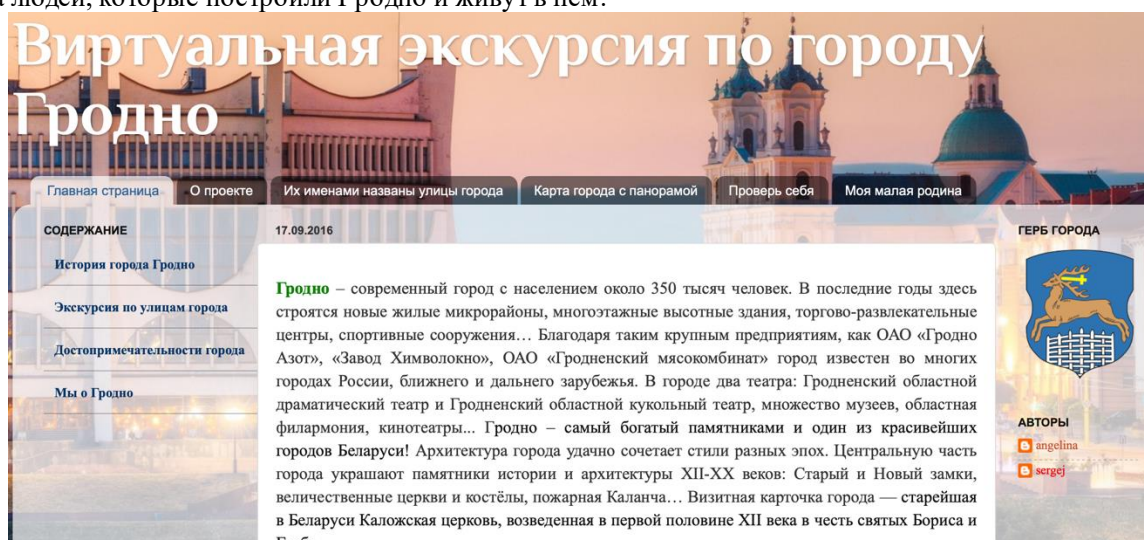 людей, которые построили Гродно и живут в нем?
Виртуальная экскурсия по городу
Гродно
Главная страница О проекте Их именами названы улицы города Карта города с панорамой Проверь себя Моя малая родина
СОДЕРЖАНИЕ
История города Гродно
Экскурсия по улицам города
Достопримечательности города
Мы о Гродно
17.09.2016
Гродно – современный город с населением около 350 тысяч человек. В последние годы здесь
строятся новые жилые микрорайоны, многоэтажные высотные здания, торгово-развлекательные
центры, спортивные сооружения… Благодаря таким крупным предприятиям, как ОАО «Гродно
Азот», «Завод Химволокно», ОАО «Гродненский мясокомбинат» город известен во многих
городах России, ближнего и дальнего зарубежья. В городе два театра: Гродненский областной
драматический театр и Гродненский областной кукольный театр, множество музеев, областная
филармония, кинотеатры... Гродно – самый богатый памятниками и один из красивейших
городов Беларуси! Архитектура города удачно сочетает стили разных эпох. Центральную часть
города украшают памятники истории и архитектуры XII-XX веков: Старый и Новый замки,
величественные церкви и костёлы, пожарная Каланча… Визитная карточка города — старейшая
в Беларуси Каложская церковь, возведенная в первой половине XII века в честь святых Бориса и
ГЕРБ ГОРОДА
АВТОРЫ
angelina
sergej